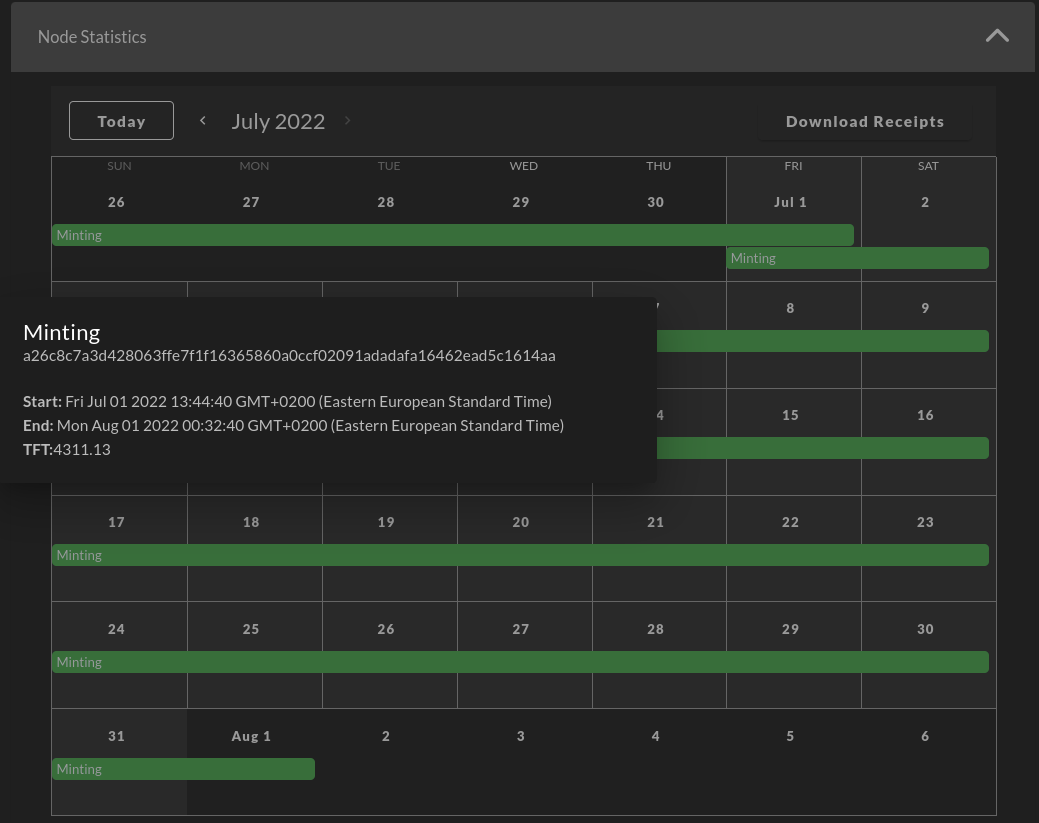 Node Statistics
Today
July 2022
Download Receipts
SUN MON TUE WED THU FRI SAT
26 27 28 29 30 Jul 1 2
Minting
Minting
8 9
Minting
a26c8c7a3d428063ffe7f1f16365860a0ccf02091adadafa16462ead5c1614aa
Start: Fri Jul 01 2022 13:44:40 GMT+0200 (Eastern European Standard Time)
End: Mon Aug 01 2022 00:32:40 GMT+0200 (Eastern European Standard Time)
TFT:4311.13
4 15 16
17 18 19 20 21 22 23
Minting
24 25 26 27 28 29 30
Minting
31 Aug 1 2 3 4 5 6
Minting